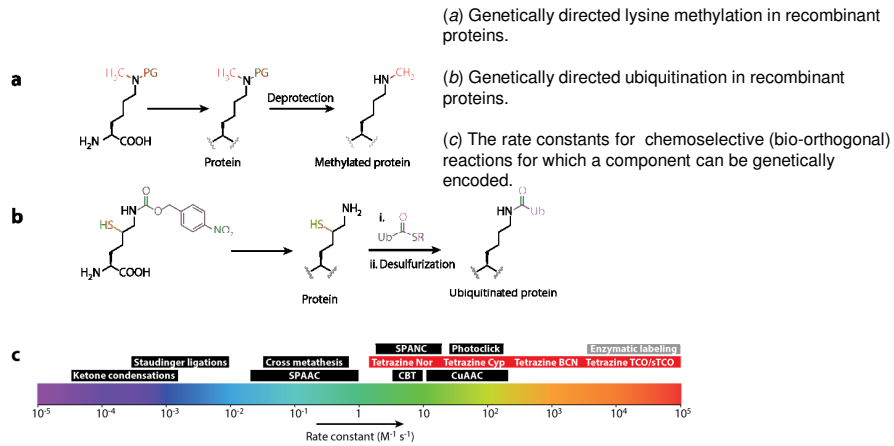 (a) Genetically directed lysine methylation in recombinant
proteins.
(b) Genetically directed ubiquitination in recombinant
proteins.
(c) The rate constants for chemoselective (bio-orthogonal)
reactions for which a component can be genetically
encoded.
a
H₃C PG
N
H₂N COOH
H₃C PG
N
Protein
Deprotection
HN CH₃
Methylated protein
b
O
HN O
HS
NO₂
H₂N COOH
NH₂
HS
Protein
i.
O
Ub SR
ii. Desulfurization
O
HN Ub
Ubiquitinated protein
c
SPANC Photoclick Enzymatic labeling
Staudinger ligations Cross metathesis Tetrazine Nor Tetrazine Cyp Tetrazine BCN Tetrazine TCO/sTCO
Ketone condensations SPAAC CBT CuAAC
10⁻⁵ 10⁻⁴ 10⁻³ 10⁻² 10⁻¹ 1 10 10² 10³ 10⁴ 10⁵
Rate constant (M⁻¹ s⁻¹)